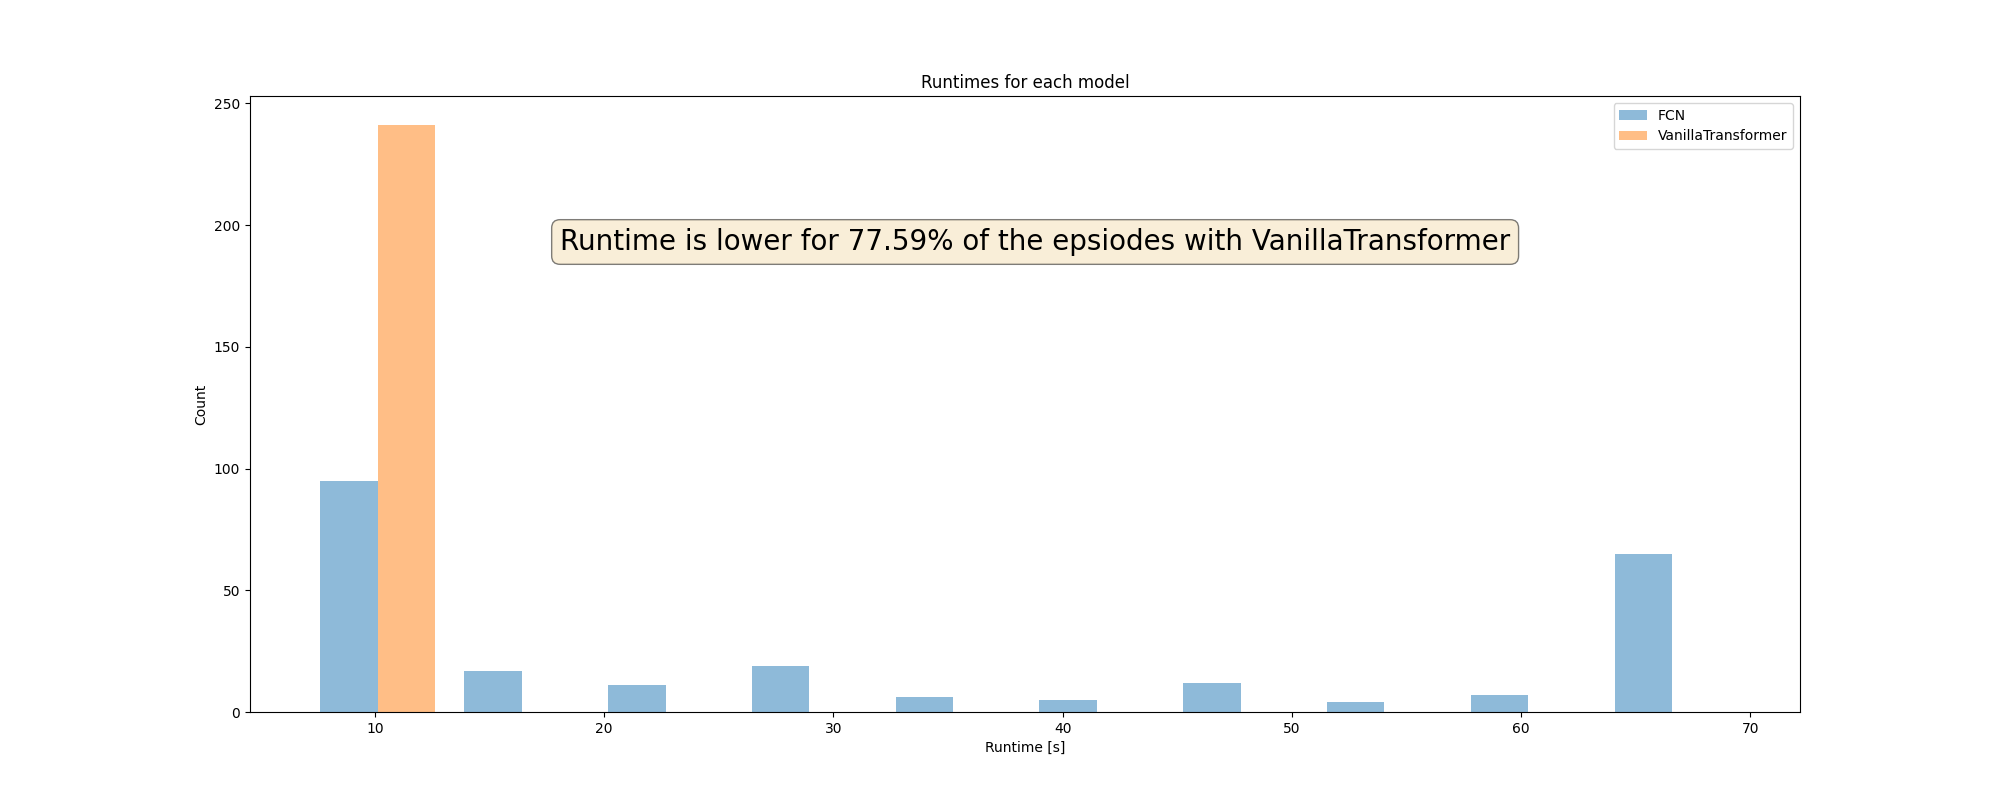 Runtimes for each model
250
200
150
100
50
0
Count
FCN
VanillaTransformer
Runtime is lower for 77.59% of the epsiodes with VanillaTransformer
10 20 30 40 50 60 70
Runtime [s]